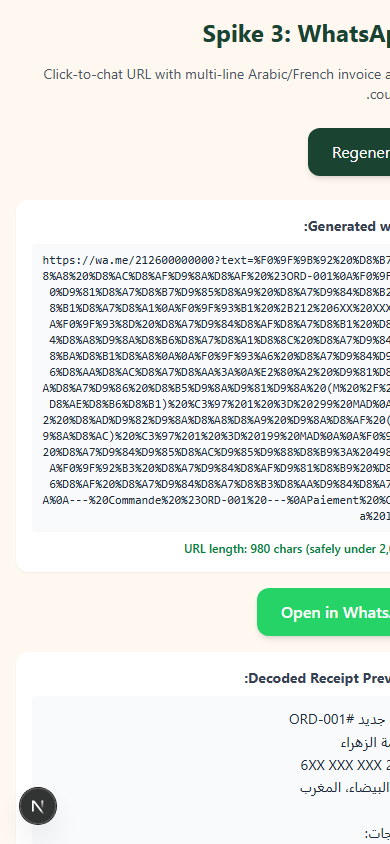 Spike 3: WhatsAp
Click-to-chat URL with multi-line Arabic/French invoice a
.cou
Regener
:Generated w
https://wa.me/212600000000?text=%F0%9F%9B%92%20%D8%B7
8%A8%20%D8%AC%D8%AF%D9%8A%D8%AF%20%23ORD-001%0A%F0%9F
0%D9%81%D8%A7%D8%B7%D9%85%D8%A9%20%D8%A7%D9%84%D8%B2
8%B1%D8%A7%D8%A1%0A%F0%9F%93%B1%20%2B212%206XX%20XXX
A%F0%9F%93%8D%20%D8%A7%D9%84%D8%AF%D8%A7%D8%B1%20%D8
4%D8%A8%D9%8A%D8%B6%D8%A7%D8%A1%D8%8C%20%D8%A7%D9%84
8%BA%D8%B1%D8%A8%0A%0A%F0%9F%93%A6%20%D8%A7%D9%84%D9
6%D8%AA%D8%AC%D8%A7%D8%AA%3A%0A%E2%80%A2%20%D9%81%D8
A%D8%A7%D9%86%20%D8%B5%D9%8A%D9%81%D9%8A%20(M%20%2F%2
D8%AE%D8%B6%D8%B1)%20%C3%97%201%20%3D%20299%20MAD%0A
2%20%D8%AD%D9%82%D9%8A%D8%A8%D8%A9%20%D9%8A%D8%AF%20(
9%8A%D8%AC)%20%C3%97%201%20%3D%20199%20MAD%0A%0A%F0%9
20%D8%A7%D9%84%D9%85%D8%AC%D9%85%D9%88%D8%B9%3A%20498
A%F0%9F%92%B3%20%D8%A7%D9%84%D8%AF%D9%81%D8%B9%20%D8
6%D8%AF%20%D8%A7%D9%84%D8%A7%D8%B3%D8%AA%D9%84%D8%A7
A%0A---%20Commande%20%23ORD-001%20---%0APaiement%20%C
a%201
URL length: 980 chars (safely under 2,0
Open in Whats
:Decoded Receipt Prev
جديد #ORD-001
ة الزهراء
6XX XXX XXX 2
البيضاء، المغرب
جات:
N